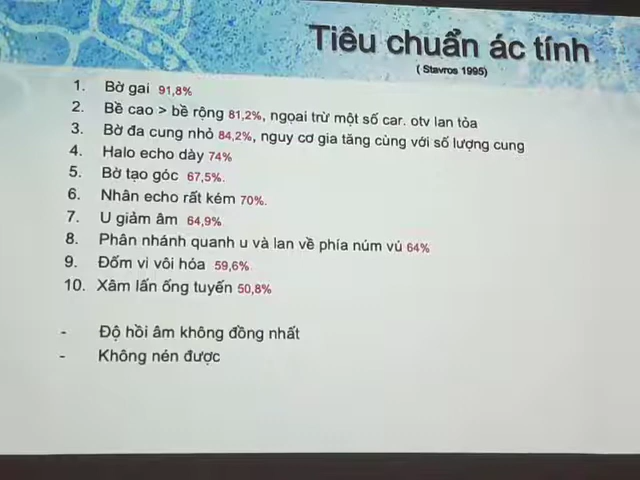 Tiêu chuẩn ác tính
( Stavros 1995)
1. Bờ gai 91,8%
2. Bề cao > bề rộng 81,2%, ngọai trừ một số car. otv lan tỏa
3. Bờ đa cung nhỏ 84,2%, nguy cơ gia tăng cùng với số lượng cung
4. Halo echo dày 74%
5. Bờ tạo góc 67,5%.
6. Nhân echo rất kém 70%.
7. U giảm âm 64,9%
8. Phân nhánh quanh u và lan về phía núm vú 64%
9. Đốm vi vôi hóa 59,6%
10. Xâm lấn ống tuyến 50,8%
- Độ hồi âm không đồng nhất
- Không nén được